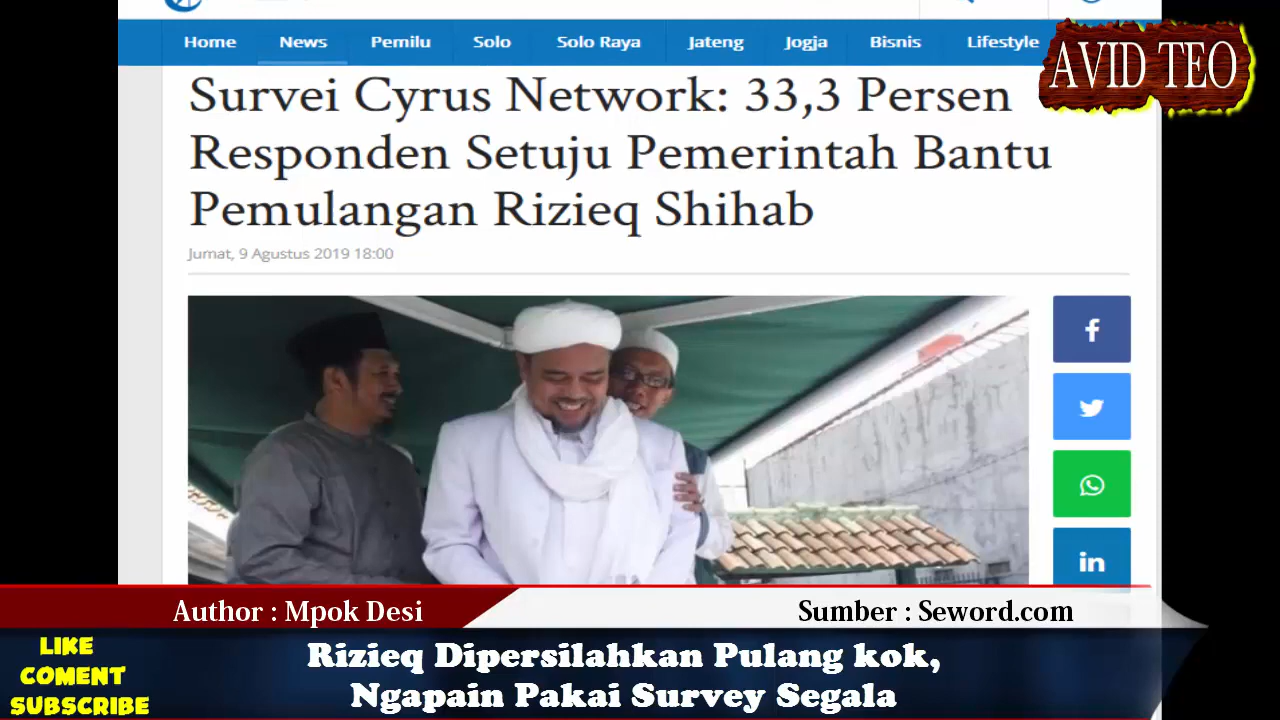 Home News Pemilu Solo Solo Raya Jateng Jogja Bisnis Lifestyle
AVID TEO
Survei Cyrus Network: 33,3 Persen
Responden Setuju Pemerintah Bantu
Pemulangan Rizieq Shihab
Jumat, 9 Agustus 2019 18:00
f
in
Author : Mpok Desi
Sumber : Seword.com
LIKE
COMENT
SUBSCRIBE
Rizieq Dipersilahkan Pulang kok,
Ngapain Pakai Survey Segala